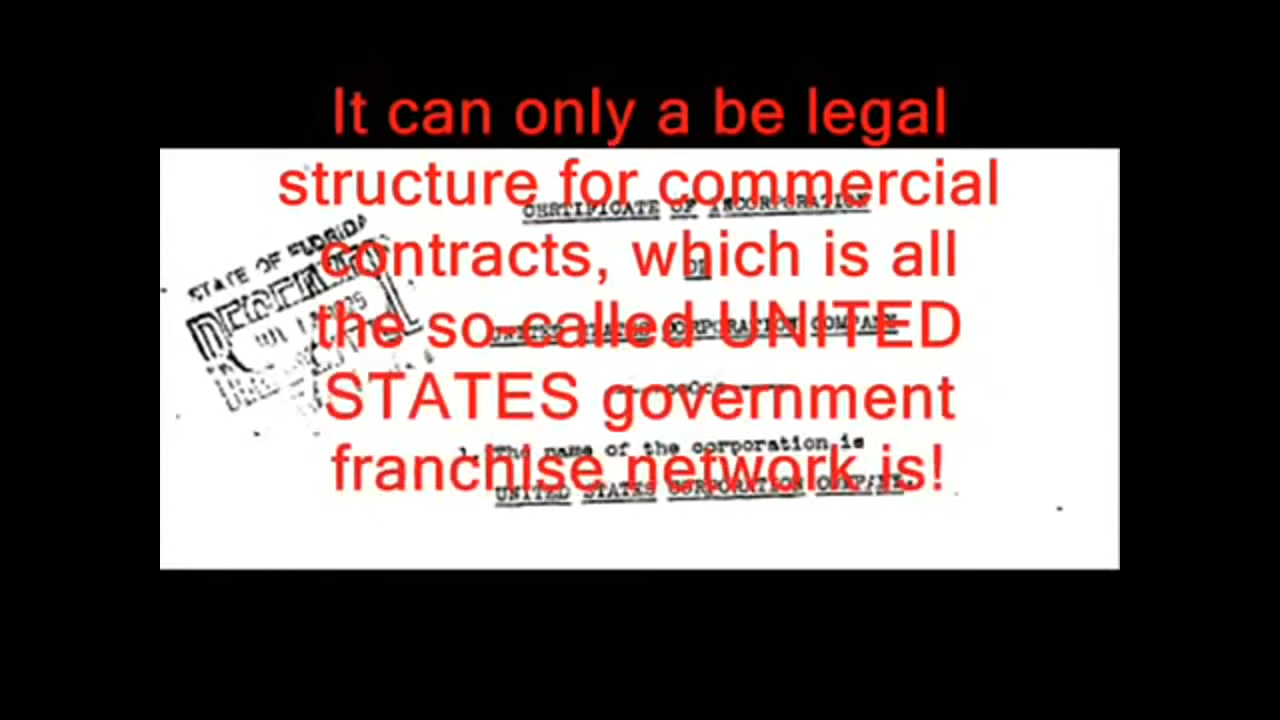 It can only a be legal
structure for commercial
CERTIFICATE OF INCORPORATION
contracts, which is all
OF
STATE OF FLORIDA
the so-called UNITED
UNITED STATES CORPORATION COMPANY
STATES government
1. The name of the corporation is
franchise network is!
UNITED STATES CORPORATION COMPANY.